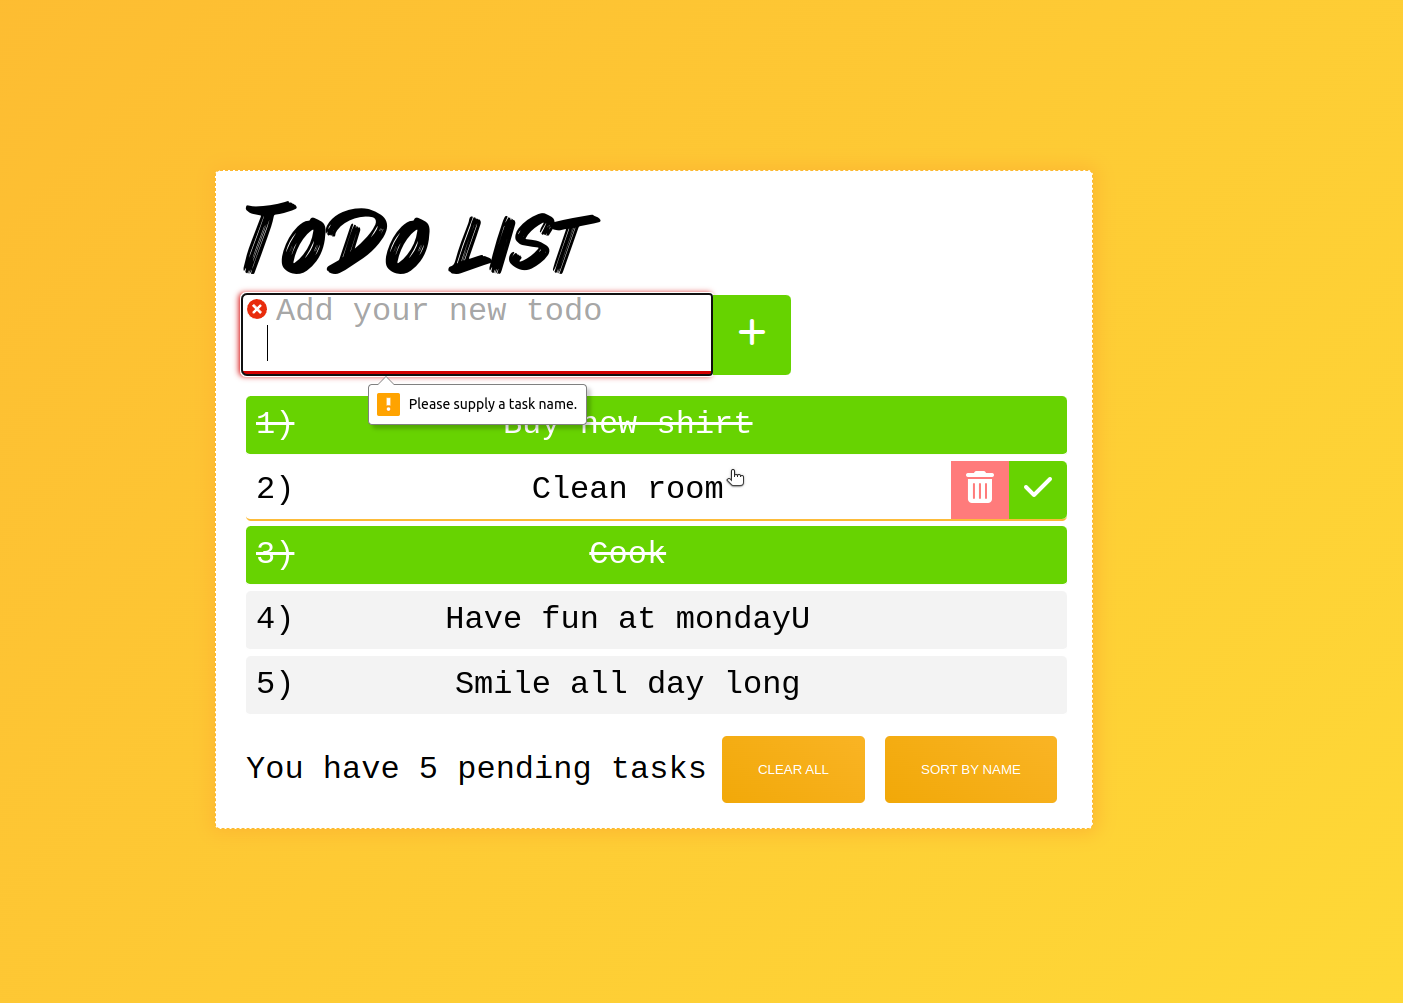 TODO LIST
Add your new todo
Please supply a task name.
1) Buy new shirt
2) Clean room
3) Cook
4) Have fun at mondayU
5) Smile all day long
You have 5 pending tasks CLEAR ALL SORT BY NAME